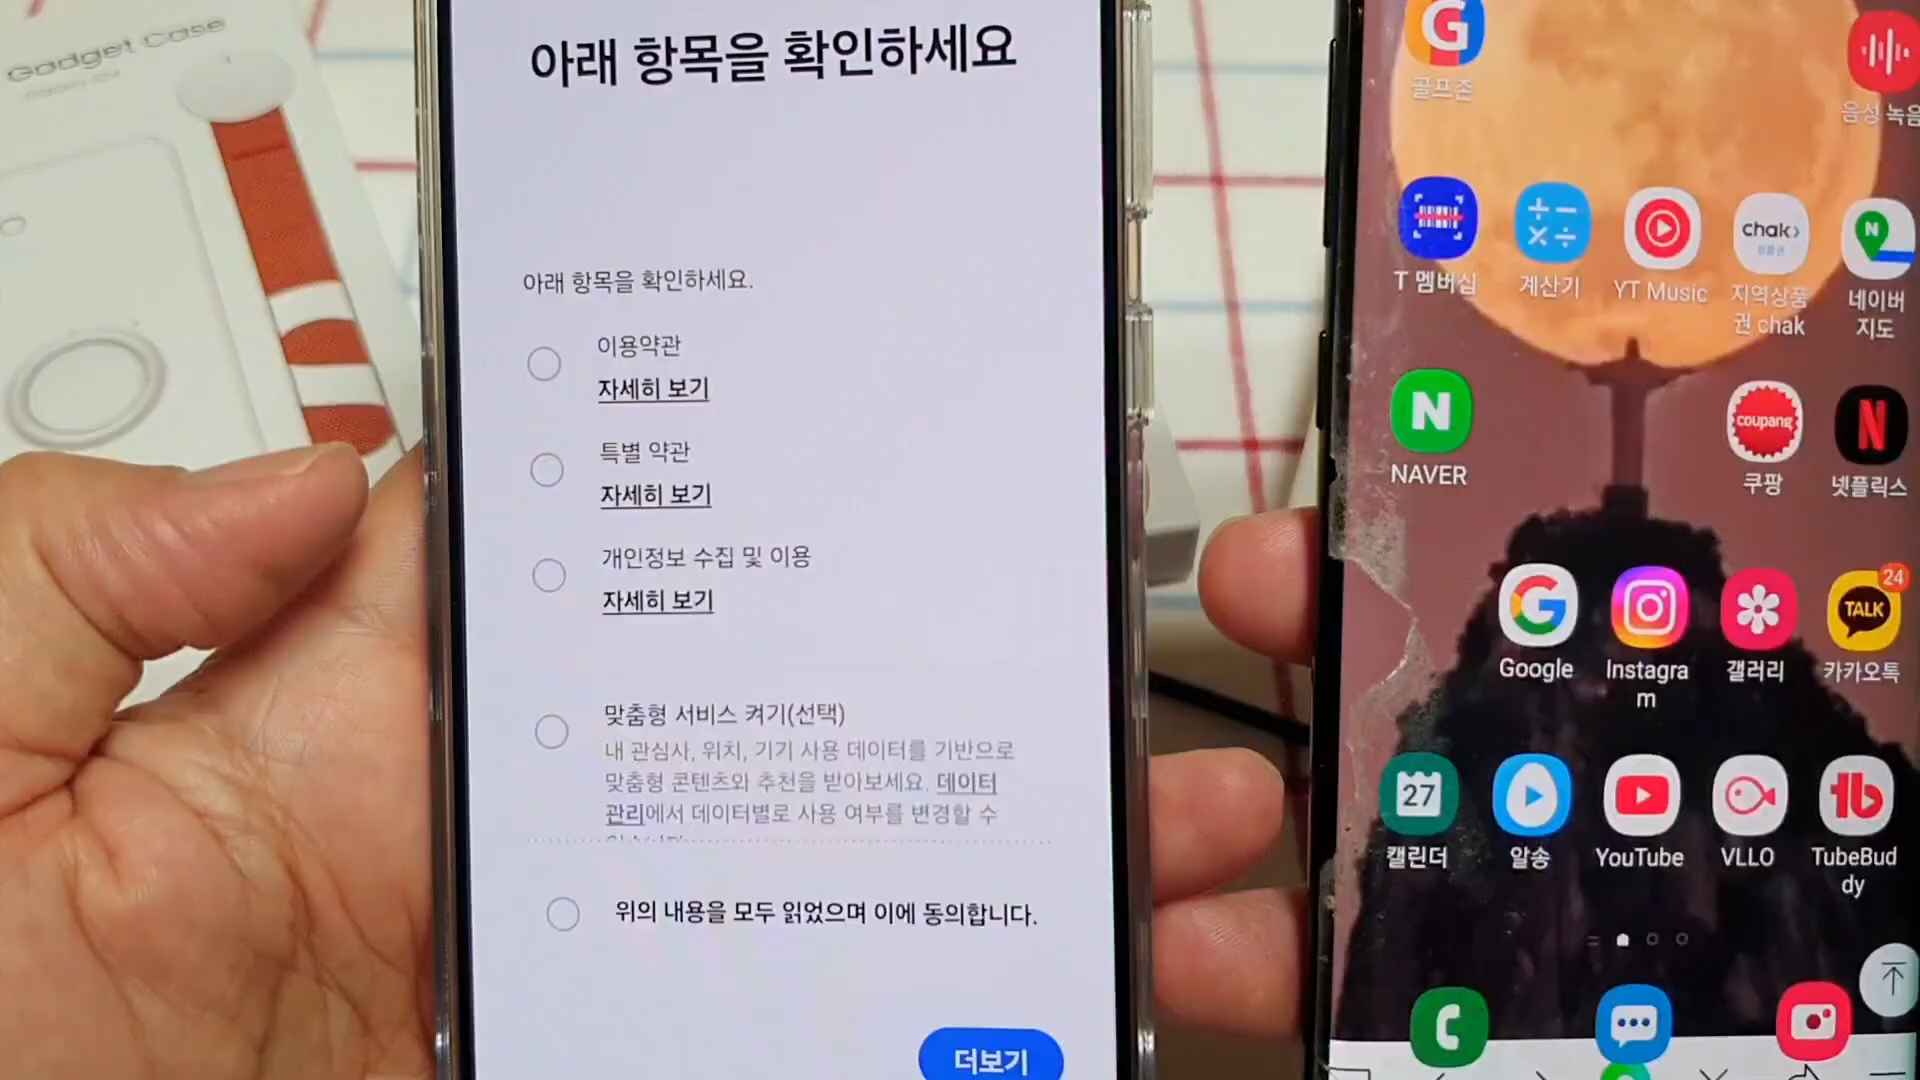 Gadget Case
아래 항목을 확인하세요
아래 항목을 확인하세요.
이용약관
자세히 보기
특별 약관
자세히 보기
개인정보 수집 및 이용
자세히 보기
맞춤형 서비스 켜기(선택)
내 관심사, 위치, 기기 사용 데이터를 기반으로
맞춤형 콘텐츠와 추천을 받아보세요. 데이터
관리에서 데이터별로 사용 여부를 변경할 수
위의 내용을 모두 읽었으며 이에 동의합니다.
더보기
G
골프존
음성 녹음
chak
T 멤버십
계산기
YT Music
지역상품
권 chak
N
네이버
지도
N
NAVER
coupang
쿠팡
N
넷플릭스
G
Google
Instagra
m
갤러리
24
TALK
카카오톡
27
캘린더
알송
YouTube
VLLO
tb
TubeBud
dy